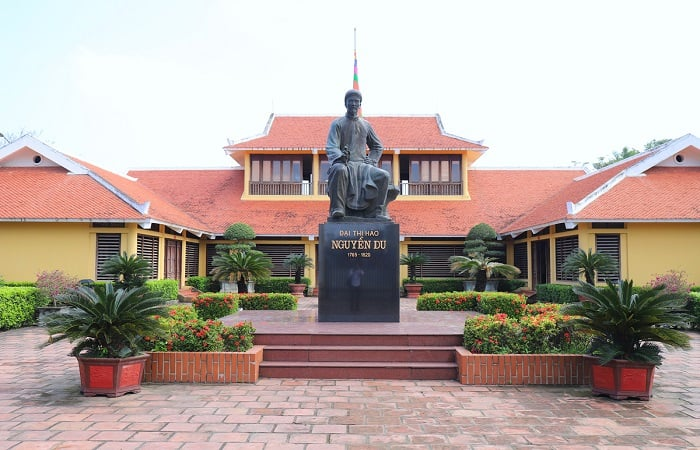 ĐẠI THI HÀO
NGUYỄN DU
1765 - 1820